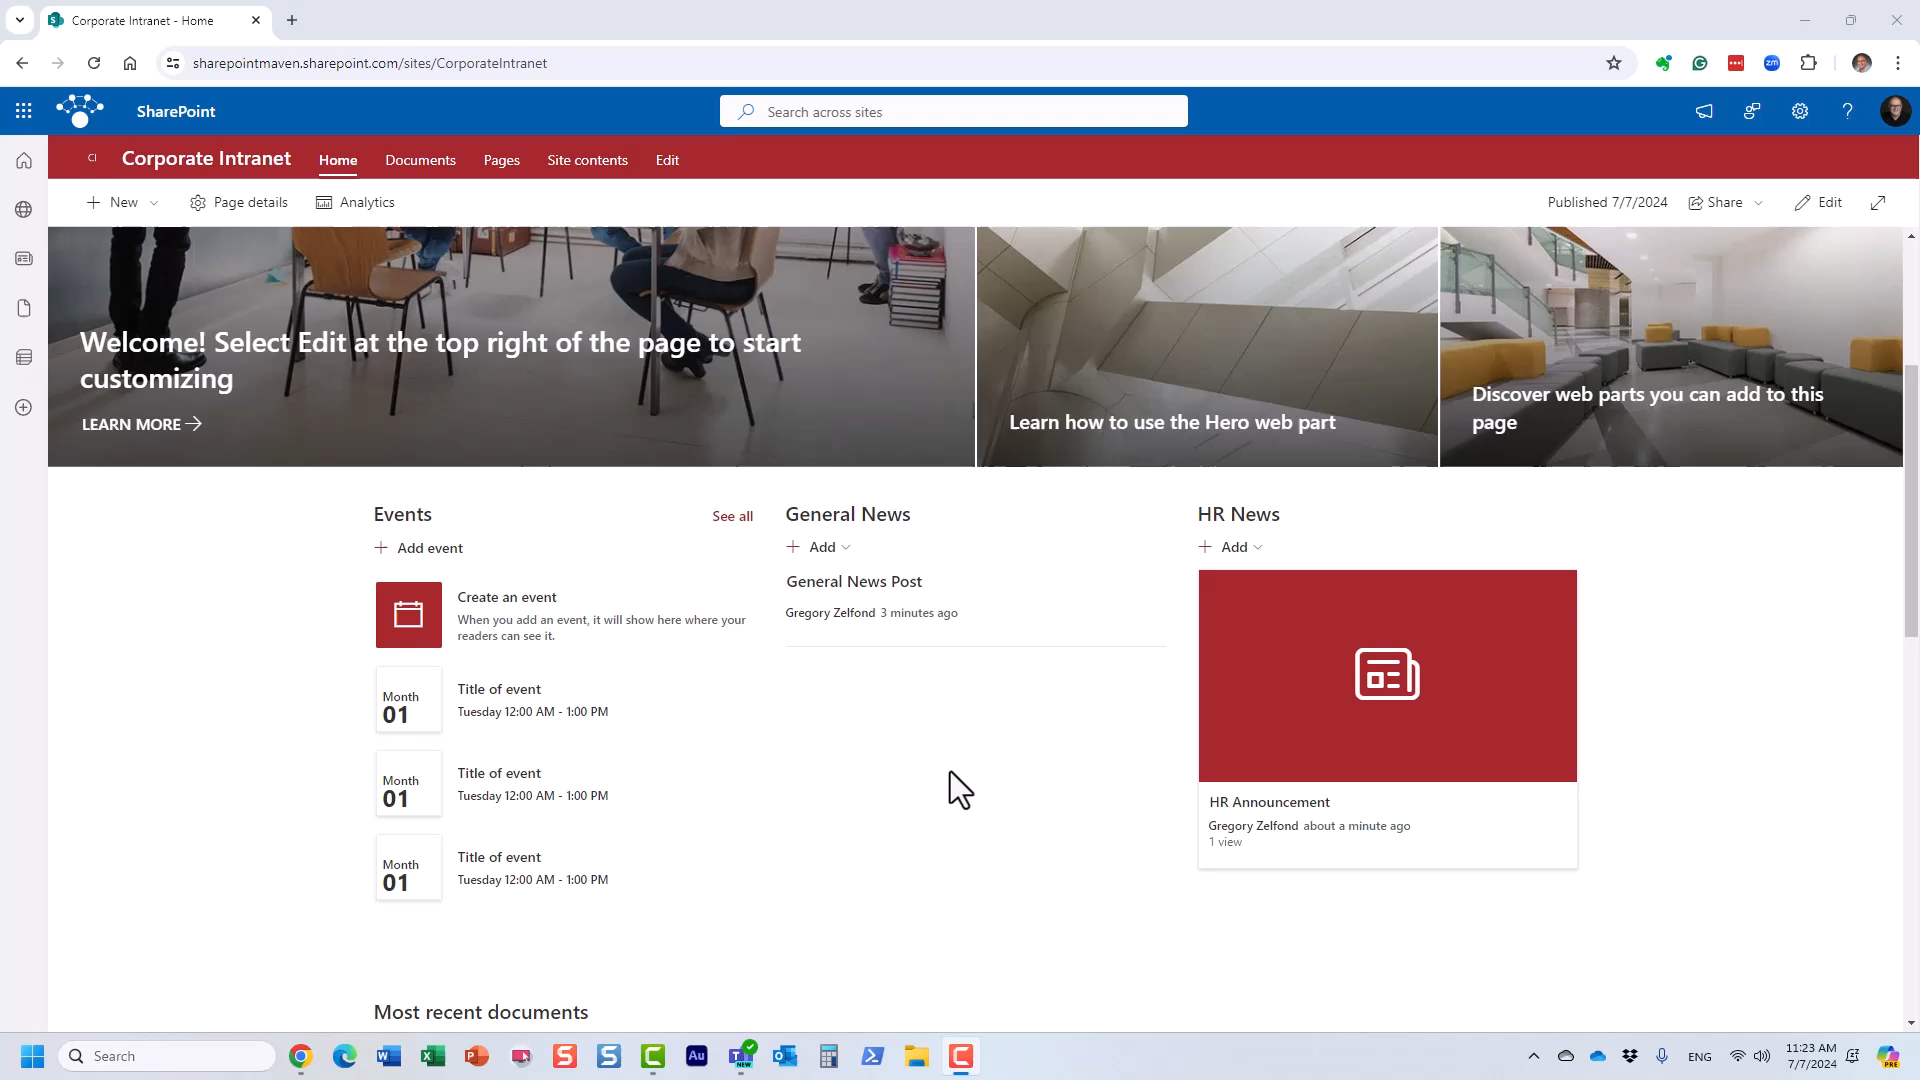 Corporate Intranet - Home
sharepointmaven.sharepoint.com/sites/CorporateIntranet
zm
SharePoint
Search across sites
CI
Corporate Intranet
Home
Documents
Pages
Site contents
Edit
New
Page details
Analytics
Published 7/7/2024
Share
Edit
Welcome! Select Edit at the top right of the page to start
customizing
LEARN MORE
Learn how to use the Hero web part
Discover web parts you can add to this
page
Events
See all
Add event
Create an event
When you add an event, it will show here where your
readers can see it.
Month
01
Title of event
Tuesday 12:00 AM - 1:00 PM
Month
01
Title of event
Tuesday 12:00 AM - 1:00 PM
Month
01
Title of event
Tuesday 12:00 AM - 1:00 PM
General News
Add
General News Post
Gregory Zelfond 3 minutes ago
HR News
Add
HR Announcement
Gregory Zelfond about a minute ago
1 view
Most recent documents
Search
Au
NEW
ENG
11:23 AM
7/7/2024
PRE